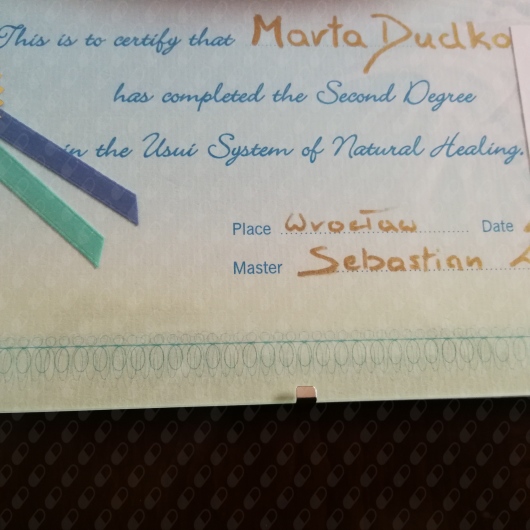 This is to certify that Marta Dudko
has completed the Second Degree
in the Usui System of Natural Healing.
Place Wrocław Date
Master Sebastian